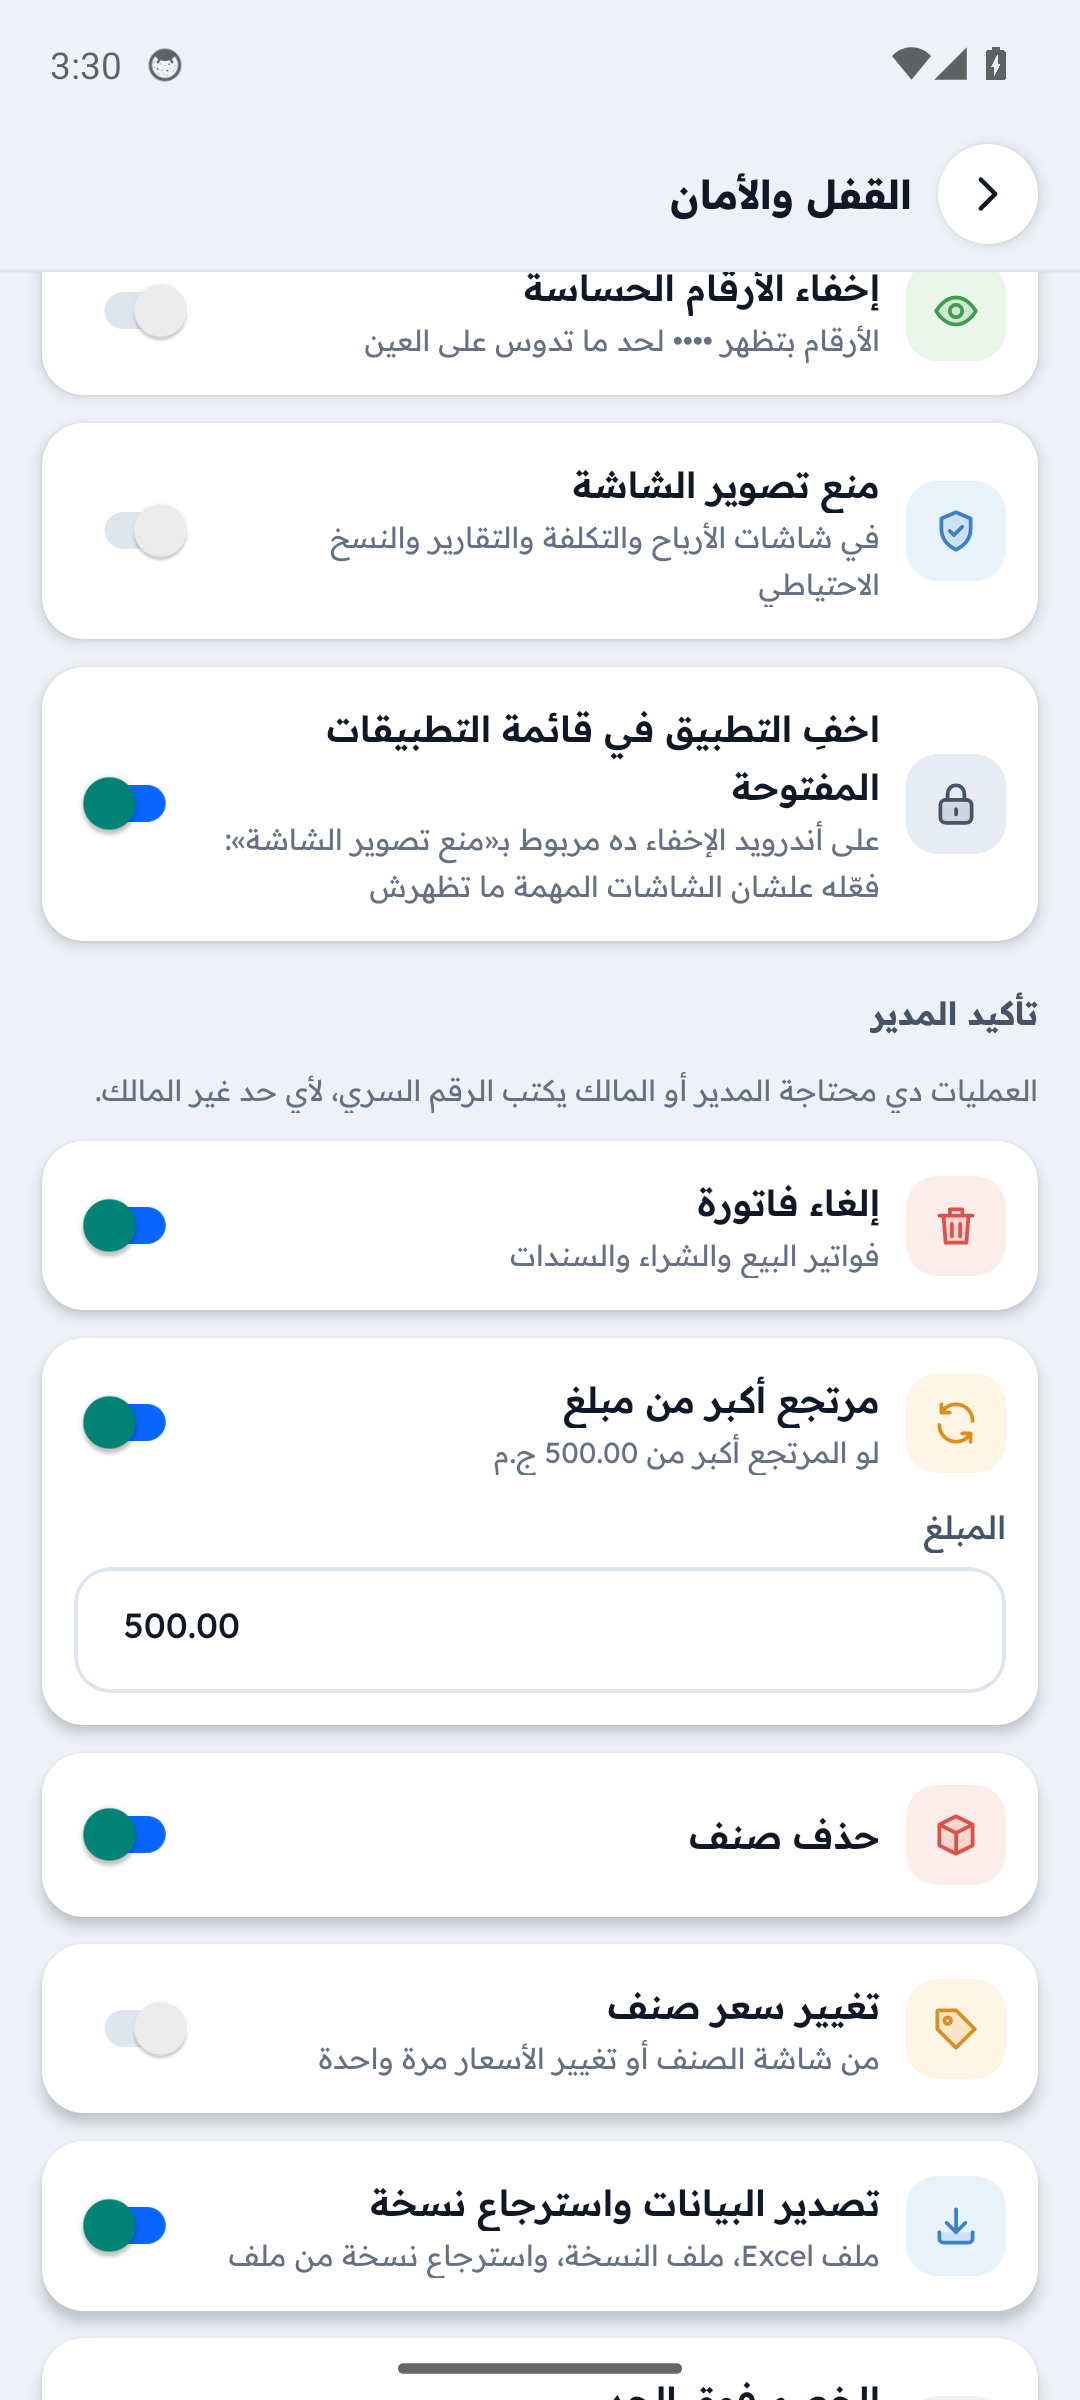 3:30
القفل والأمان
إخفاء الأرقام الحساسة
الأرقام بتظهر •••• لحد ما تدوس على العين
منع تصوير الشاشة
في شاشات الأرباح والتكلفة والتقارير والنسخ
الاحتياطي
اخفِ التطبيق في قائمة التطبيقات
المفتوحة
على أندرويد الإخفاء ده مربوط بـ«منع تصوير الشاشة»:
فعّله علشان الشاشات المهمة ما تظهرش
تأكيد المدير
العمليات دي محتاجة المدير أو المالك يكتب الرقم السري، لأي حد غير المالك.
إلغاء فاتورة
فواتير البيع والشراء والسندات
مرتجع أكبر من مبلغ
لو المرتجع أكبر من 500.00 ج.م
المبلغ
500.00
حذف صنف
تغيير سعر صنف
من شاشة الصنف أو تغيير الأسعار مرة واحدة
تصدير البيانات واسترجاع نسخة
ملف Excel، ملف النسخة، واسترجاع نسخة من ملف